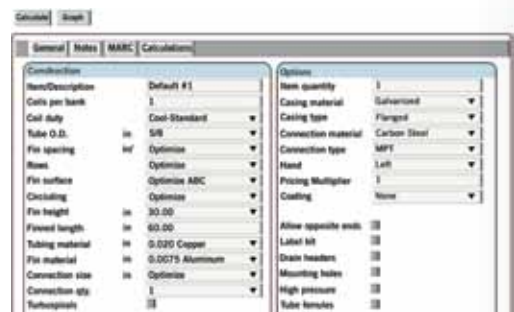 Calculate Graph
General Notes MARC Calculations
Construction
Item/Description Default #1
Coils per bank 1
Coil duty Cool-Standard
Tube O.D. in 5/8
Fin spacing in/ Optimize
Rows Optimize
Fin surface Optimize ABC
Circuiting Optimize
Fin height in 30.00
Finned length in 60.00
Tubing material in 0.020 Copper
Fin material in 0.0075 Aluminum
Connection size in Optimize
Connection qty. 1
Turbospirals
Options
Item quantity 1
Casing material Galvanized
Casing type Flanged
Connection material Carbon Steel
Connection type MPT
Hand Left
Pricing Multiplier 1
Coating None
Allow opposite ends
Label kit
Drain headers
Mounting holes
High pressure
Tube ferrules